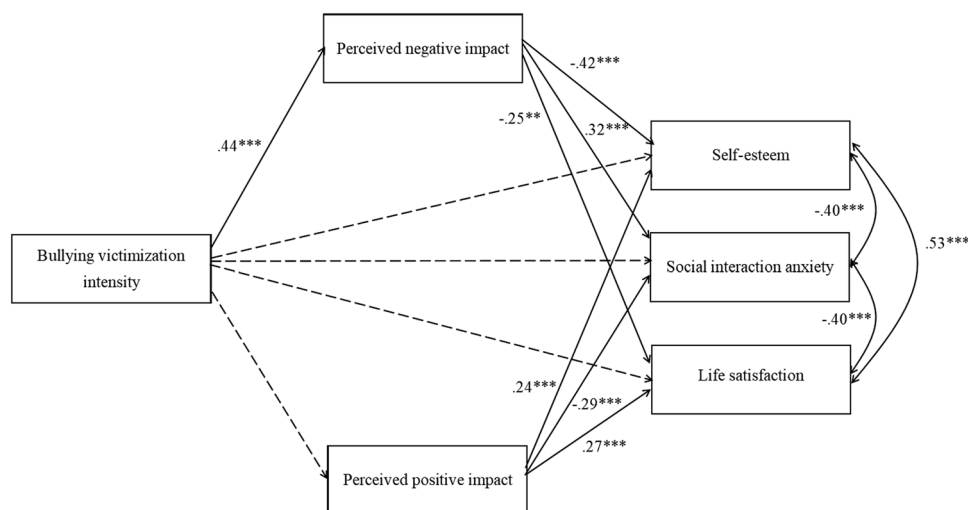 Perceived negative impact
-.42***
-.25**
.32***
.44***
Self-esteem
-.40***
Bullying victimization
intensity
Social interaction anxiety
.53***
-.40***
Life satisfaction
.24***
-.29***
.27***
Perceived positive impact